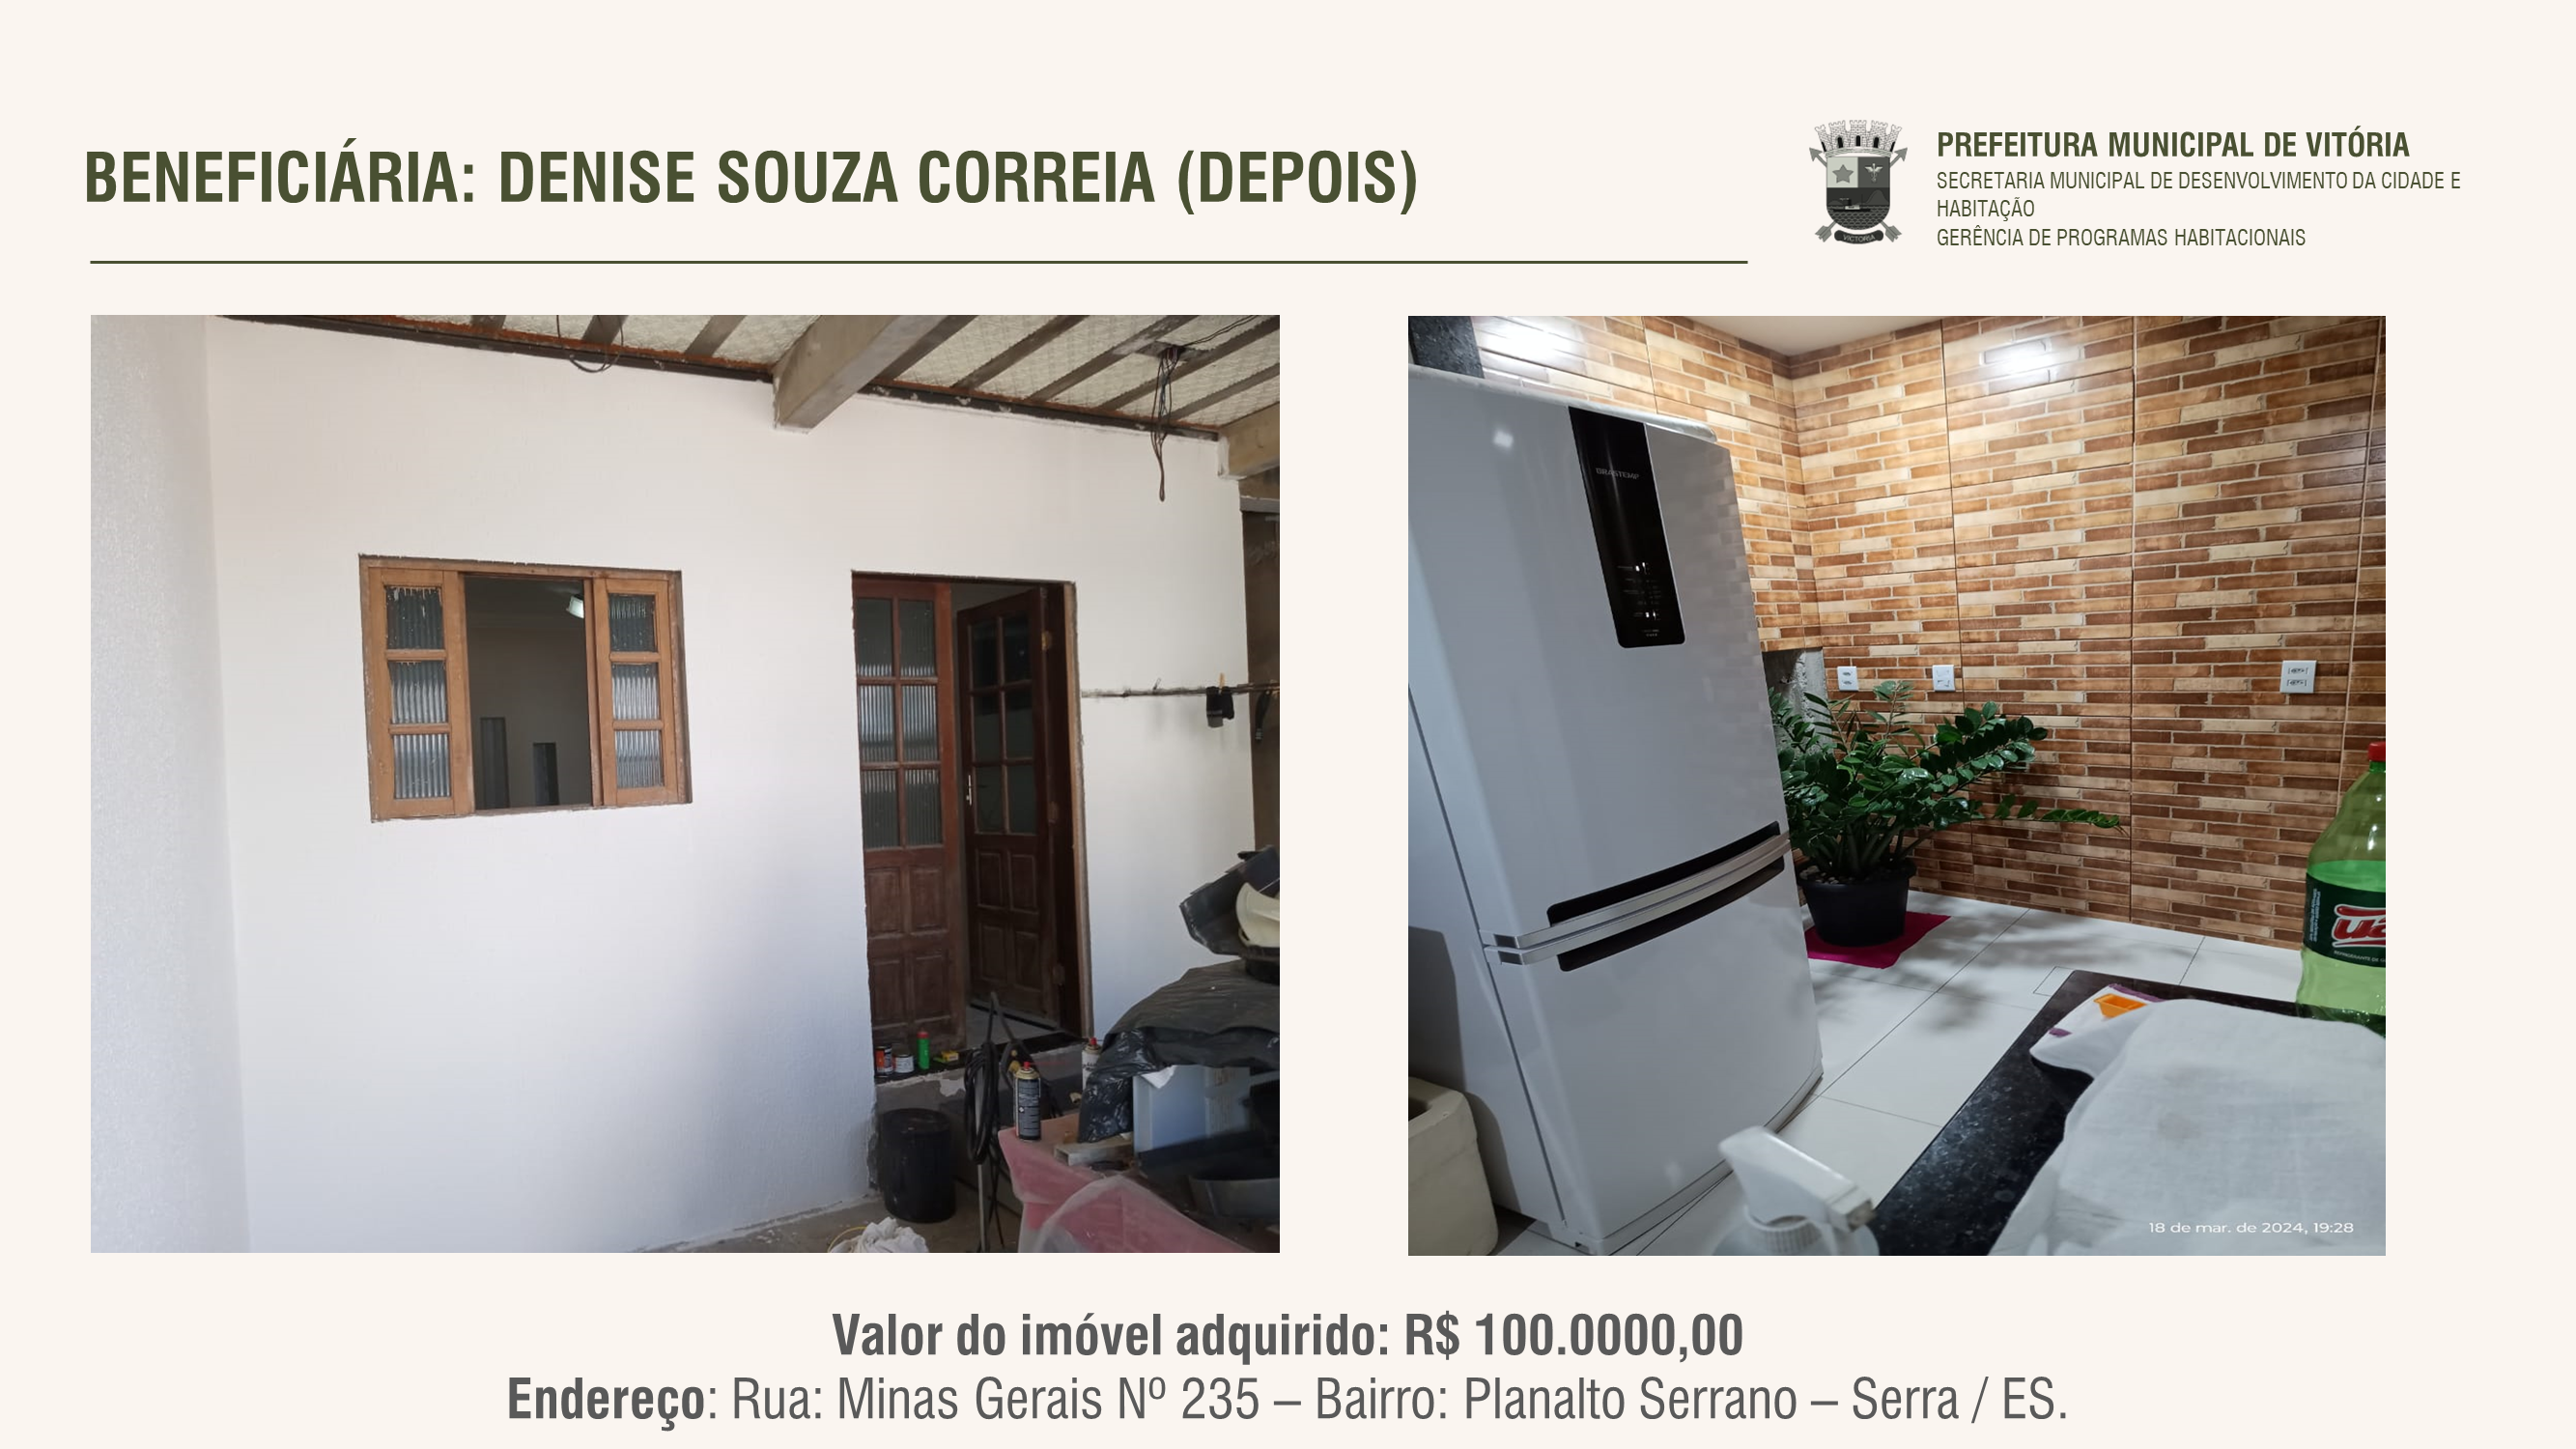 BENEFICIÁRIA: DENISE SOUZA CORREIA (DEPOIS)
VICTORIA
PREFEITURA MUNICIPAL DE VITÓRIA
SECRETARIA MUNICIPAL DE DESENVOLVIMENTO DA CIDADE E
HABITAÇÃO
GERÊNCIA DE PROGRAMAS HABITACIONAIS
BRASTEMP
18 de mar. de 2024, 19:28
Valor do imóvel adquirido: R$ 100.0000,00
Endereço: Rua: Minas Gerais Nº 235 – Bairro: Planalto Serrano – Serra / ES.